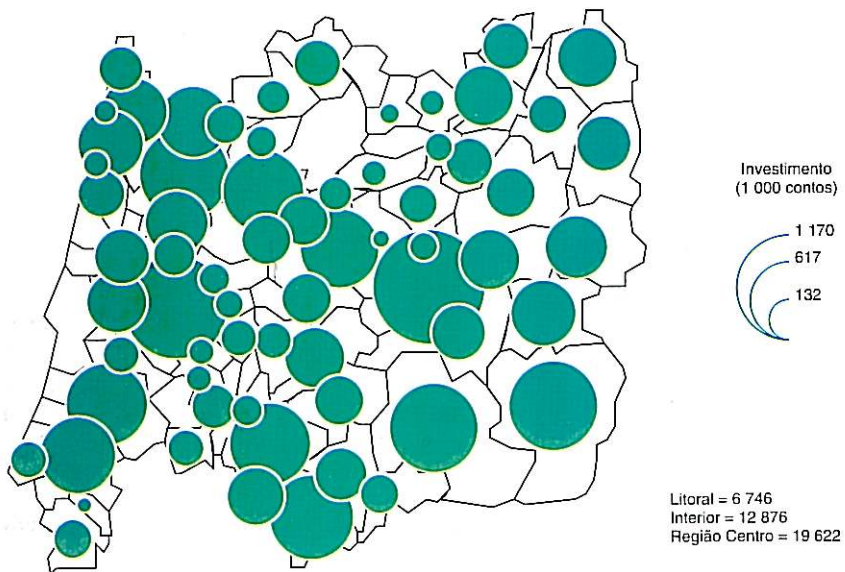 Investimento
(1 000 contos)
1 170
617
132
Litoral = 6 746
Interior = 12 876
Região Centro = 19 622